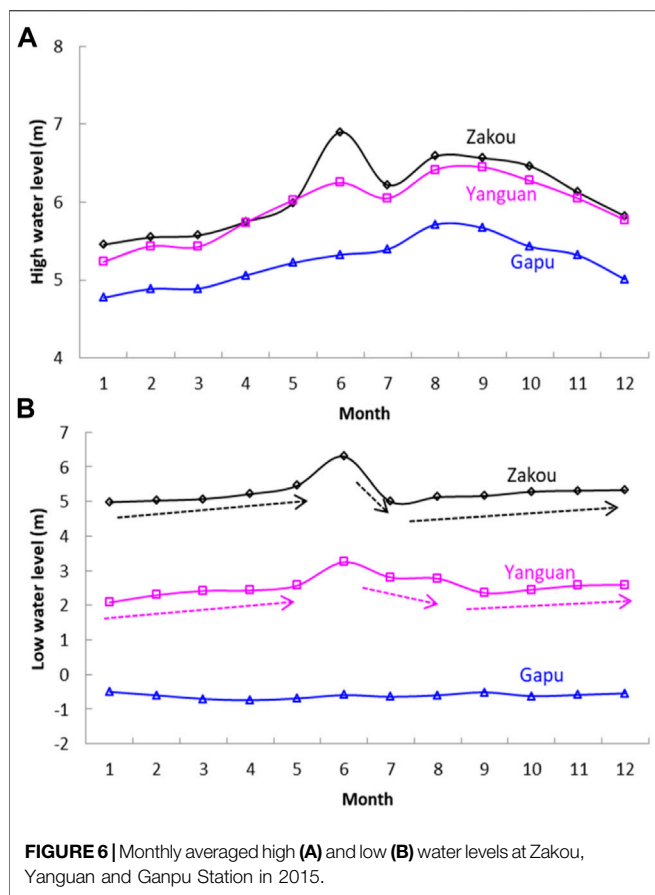 A
8
7
6
5
4
High water level (m)
Zakou
Yanguan
Gapu
1 2 3 4 5 6 7 8 9 10 11 12
Month
B
7
6
5
4
3
2
1
0
-1
-2
Low water level (m)
Zakou
Yanguan
Gapu
1 2 3 4 5 6 7 8 9 10 11 12
Month
FIGURE 6 | Monthly averaged high (A) and low (B) water levels at Zakou,
Yanguan and Ganpu Station in 2015.